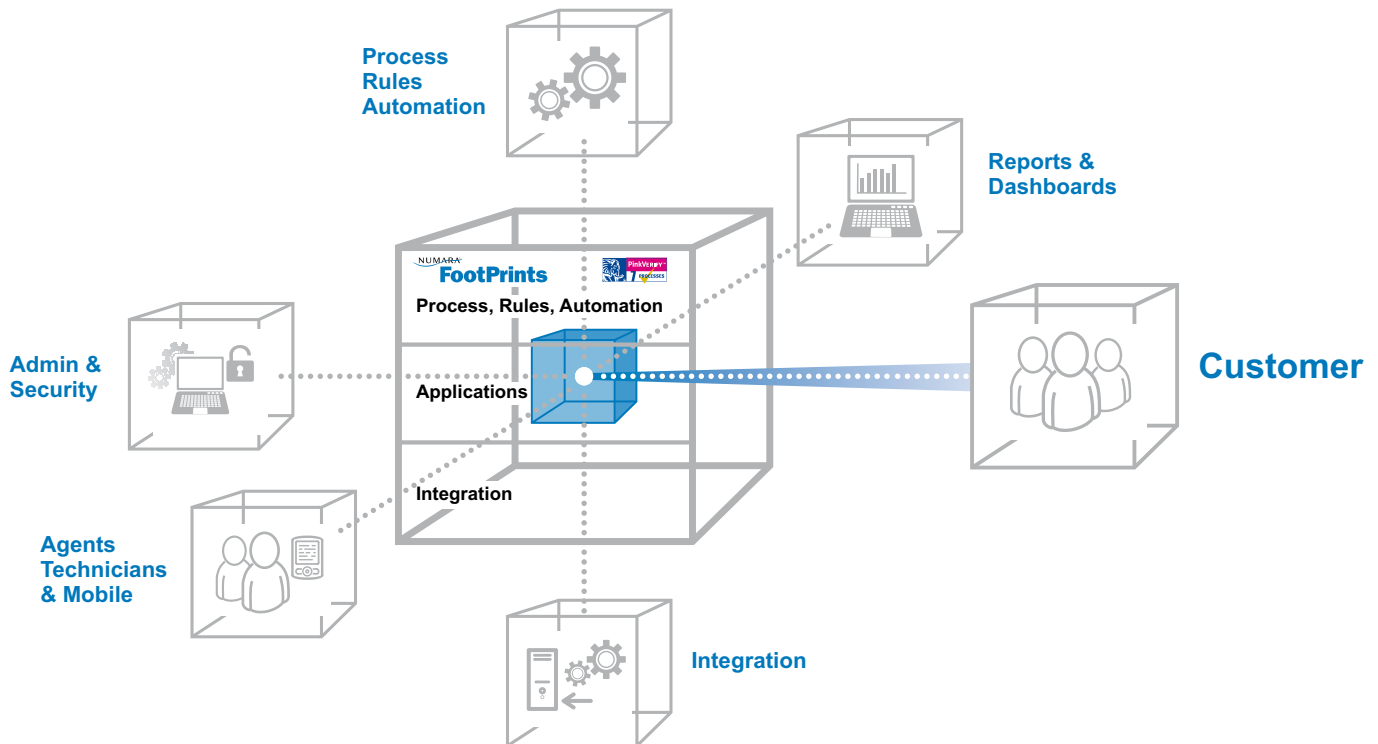 Process
Rules
Automation
Reports &
Dashboards
NUMARA®
FootPrints
PinkVERIFY™
PROCESSES
Process, Rules, Automation
Admin &
Security
Applications
Customer
Integration
Agents
Technicians
& Mobile
Integration